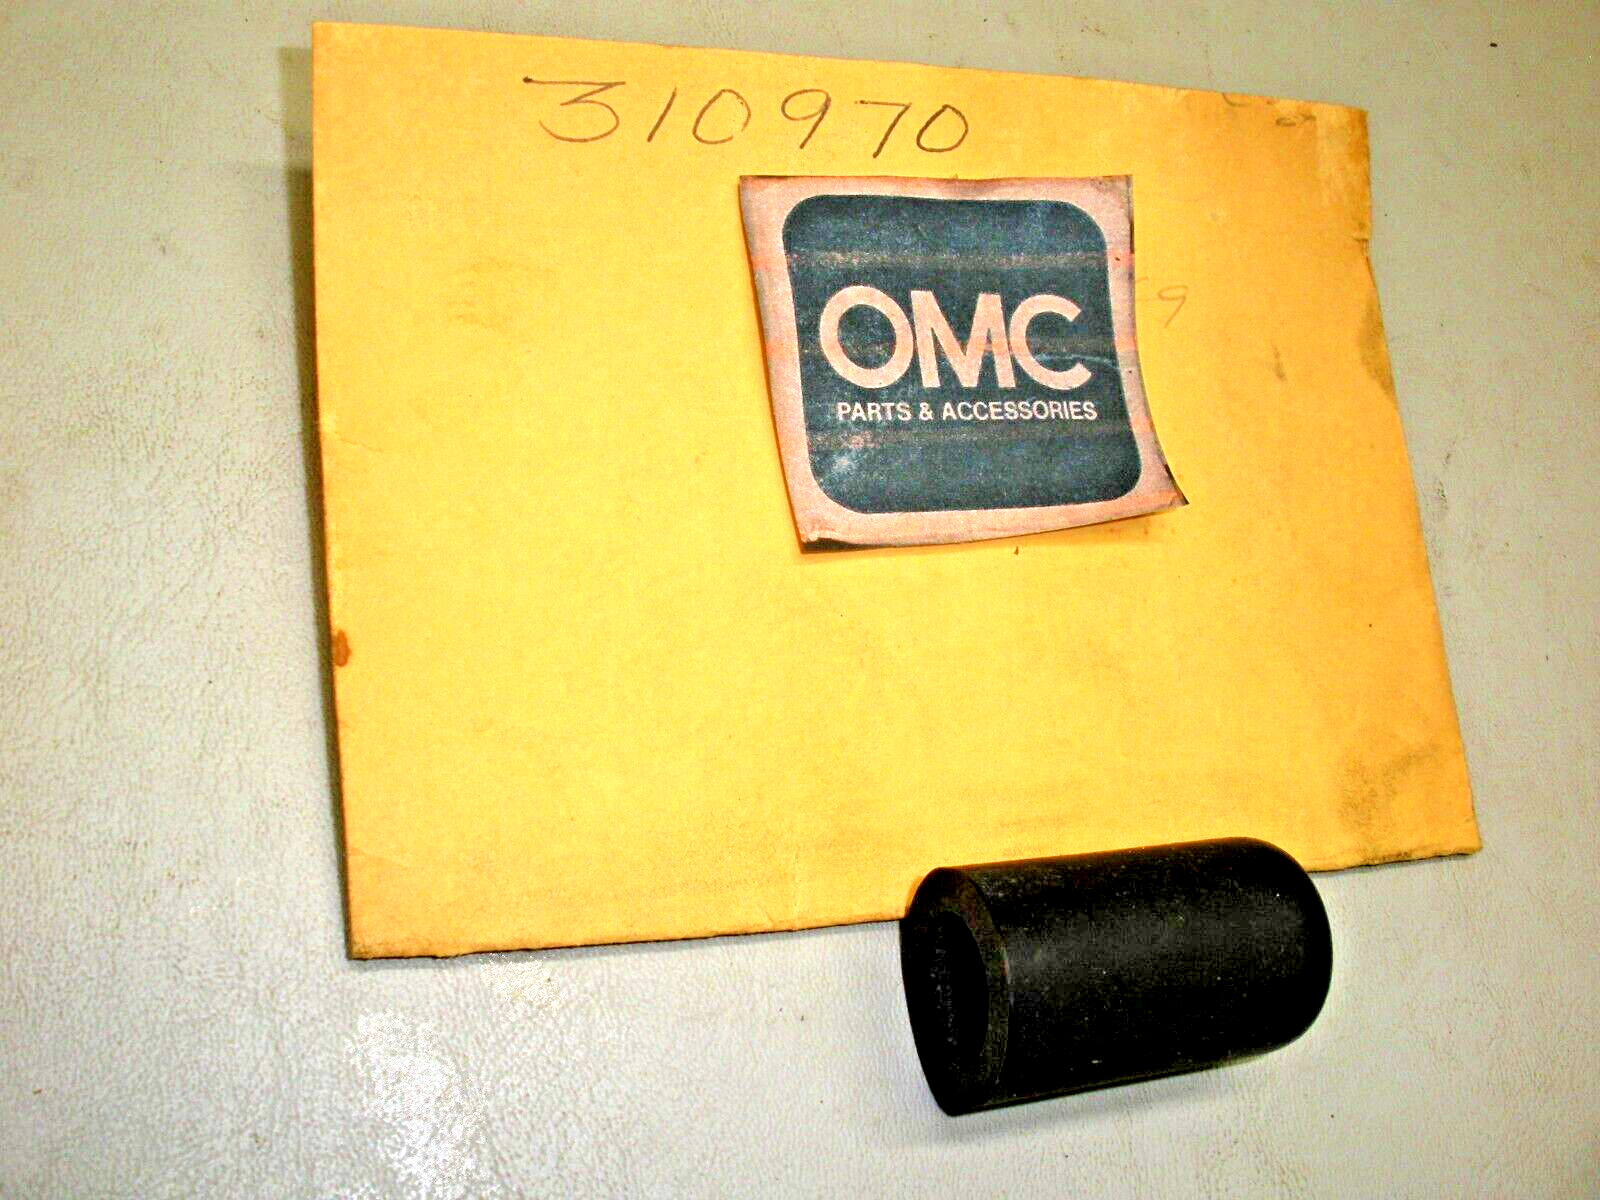 310970
OMC
PARTS & ACCESSORIES